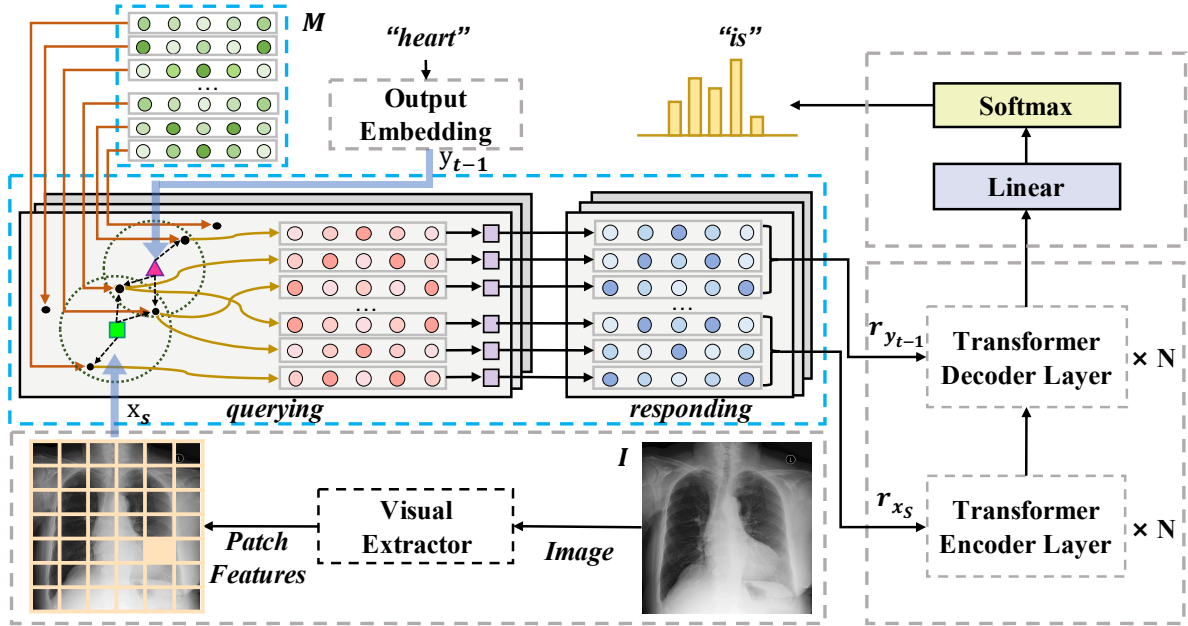 M
"heart"
"is"
Output
Embedding
y_{t−1}
...
Softmax
Linear
...
...
querying
responding
x_s
r_{y_{t−1}}
Transformer
Decoder Layer
× N
r_{x_S}
Transformer
Encoder Layer
× N
I
L
L
Visual
Extractor
Patch
Features
Image